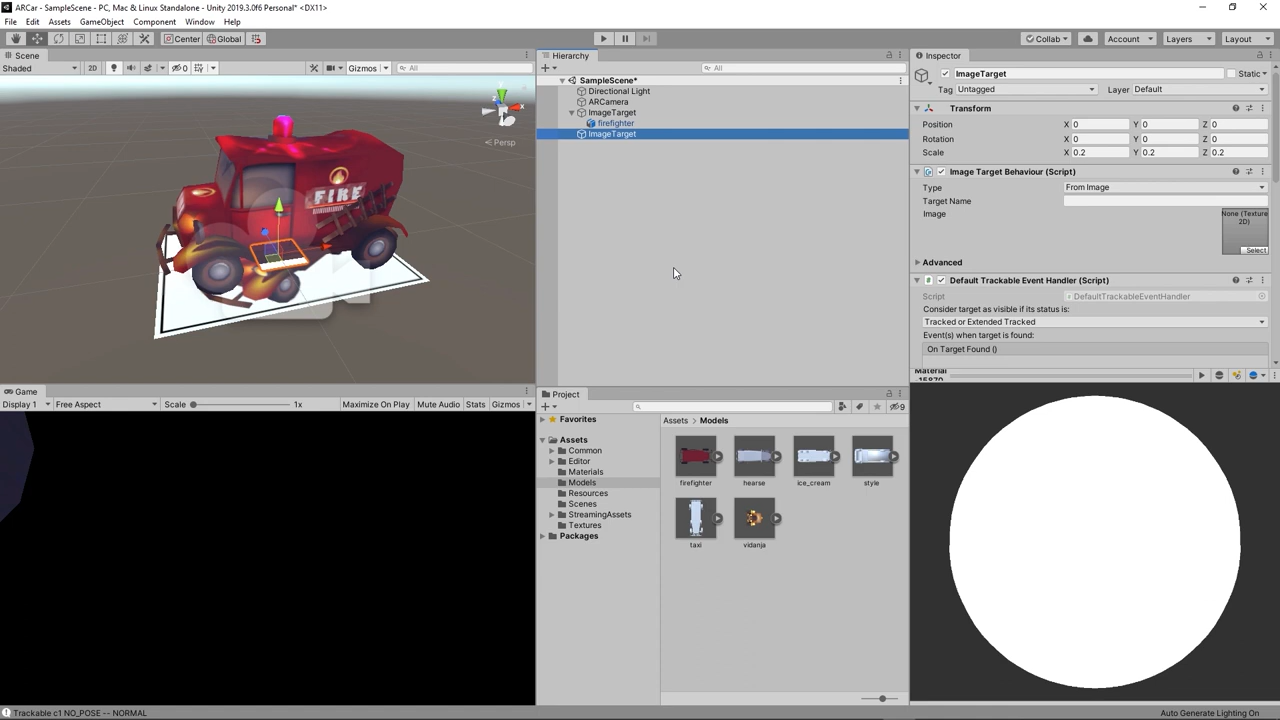 ARCar - SampleScene - PC, Mac & Linux Standalone - Unity 2019.3.0f6 Personal* <DX11>
File Edit Assets GameObject Component Window Help
Center Global Collab Account Layers Layout
Scene
Shaded 2D 0 Gizmos All
x
Persp
FIRE
Game
Display 1 Free Aspect Scale 1x Maximize On Play Mute Audio Stats Gizmos
Hierarchy
All
SampleScene*
Directional Light
ARCamera
ImageTarget
firefighter
ImageTarget
Project
9
Favorites
Assets
Common
Editor
Materials
Models
Resources
Scenes
StreamingAssets
Textures
Packages
Assets > Models
firefighter hearse ice_cream style
taxi vidanja
Inspector
ImageTarget Static
Tag Untagged Layer Default
Transform
Position X 0 Y 0 Z 0
Rotation X 0 Y 0 Z 0
Scale X 0.2 Y 0.2 Z 0.2
Image Target Behaviour (Script)
Type From Image
Target Name
Image None (Texture 2D)
Select
Advanced
Default Trackable Event Handler (Script)
Script DefaultTrackableEventHandler
Consider target as visible if its status is:
Tracked or Extended Tracked
Event(s) when target is found:
On Target Found ()
Material
-15870
Trackable c1 NO_POSE -- NORMAL
Auto Generate Lighting On